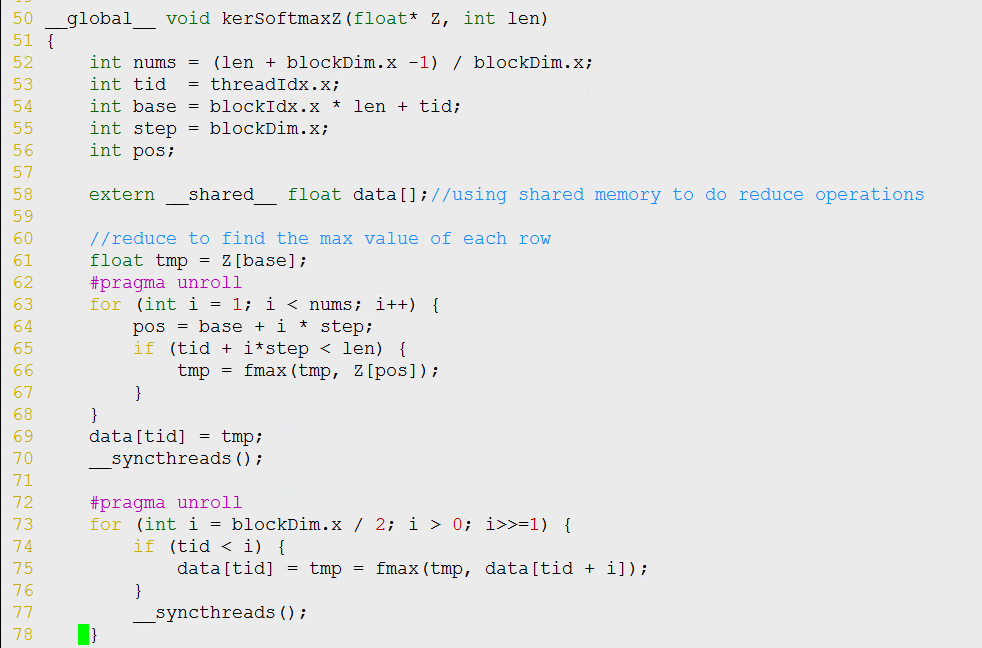 50 __global__ void kerSoftmaxZ(float* Z, int len)
51 {
52     int nums = (len + blockDim.x -1) / blockDim.x;
53     int tid  = threadIdx.x;
54     int base = blockIdx.x * len + tid;
55     int step = blockDim.x;
56     int pos;
57
58     extern __shared__ float data[];//using shared memory to do reduce operations
59
60     //reduce to find the max value of each row
61     float tmp = Z[base];
62     #pragma unroll
63     for (int i = 1; i < nums; i++) {
64         pos = base + i * step;
65         if (tid + i*step < len) {
66             tmp = fmax(tmp, Z[pos]);
67         }
68     }
69     data[tid] = tmp;
70     __syncthreads();
71
72     #pragma unroll
73     for (int i = blockDim.x / 2; i > 0; i>>=1) {
74         if (tid < i) {
75             data[tid] = tmp = fmax(tmp, data[tid + i]);
76         }
77         __syncthreads();
78     }